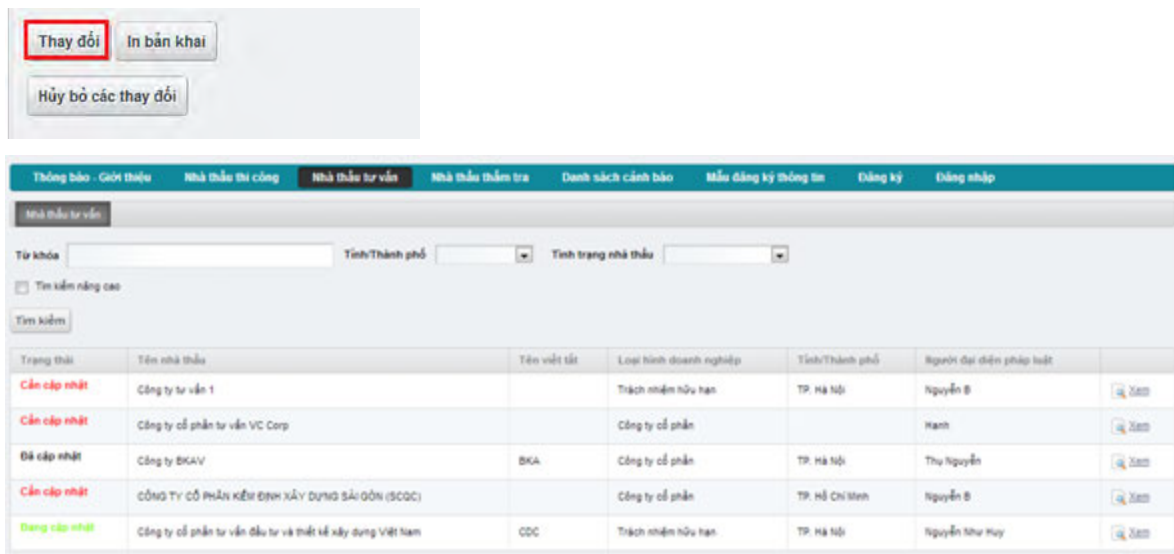 Thay đổi In bản khai
Hủy bỏ các thay đổi
Thông báo - Giới thiệu Nhà thầu thi công Nhà thầu tư vấn Nhà thầu thẩm tra Danh sách cảnh báo Mẫu đăng ký thông tin Đăng ký Đăng nhập
Nhà thầu tư vấn
Từ khóa Tỉnh/Thành phố Tình trạng nhà thầu
Tìm kiếm nâng cao
Tìm kiếm
Trạng thái Tên nhà thầu Tên viết tắt Loại hình doanh nghiệp Tỉnh/Thành phố Người đại diện pháp luật
Cần cập nhật Công ty tư vấn 1 Trách nhiệm hữu hạn TP. Hà Nội Nguyễn B Xem
Cần cập nhật Công ty cổ phần tư vấn VC Corp Công ty cổ phần Hanh Xem
Đã cập nhật Công ty BKAV BKA Công ty cổ phần TP. Hà Nội Thu Nguyễn Xem
Cần cập nhật CÔNG TY CỔ PHẦN KIỂM ĐỊNH XÂY DỰNG SÀI GÒN (SCQC) Công ty cổ phần TP. Hồ Chí Minh Nguyễn B Xem
Đang cập nhật Công ty cổ phần tư vấn đầu tư và thiết kế xây dựng Việt Nam CDC Trách nhiệm hữu hạn TP. Hà Nội Nguyễn Như Huy Xem